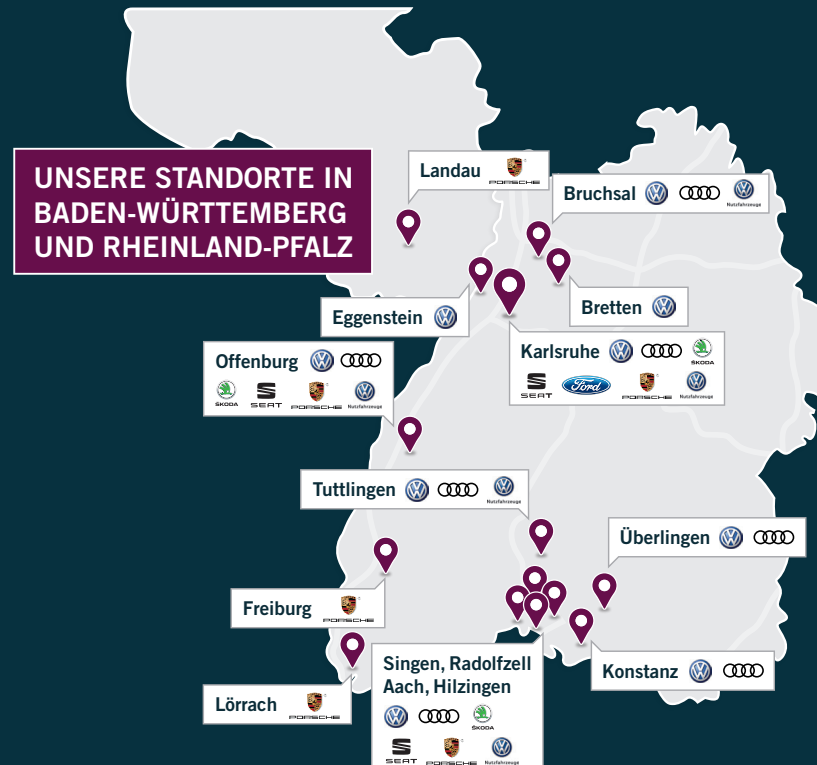 UNSERE STANDORTE IN
BADEN-WÜRTTEMBERG
UND RHEINLAND-PFALZ
Landau
PORSCHE
Bruchsal
Nutzfahrzeuge
Eggenstein
Bretten
Offenburg
ŠKODA SEAT PORSCHE Nutzfahrzeuge
Karlsruhe
ŠKODA
SEAT Ford PORSCHE Nutzfahrzeuge
Tuttlingen
Nutzfahrzeuge
Überlingen
Freiburg
PORSCHE
Singen, Radolfzell
Aach, Hilzingen
ŠKODA
SEAT PORSCHE Nutzfahrzeuge
Konstanz
Lörrach
PORSCHE